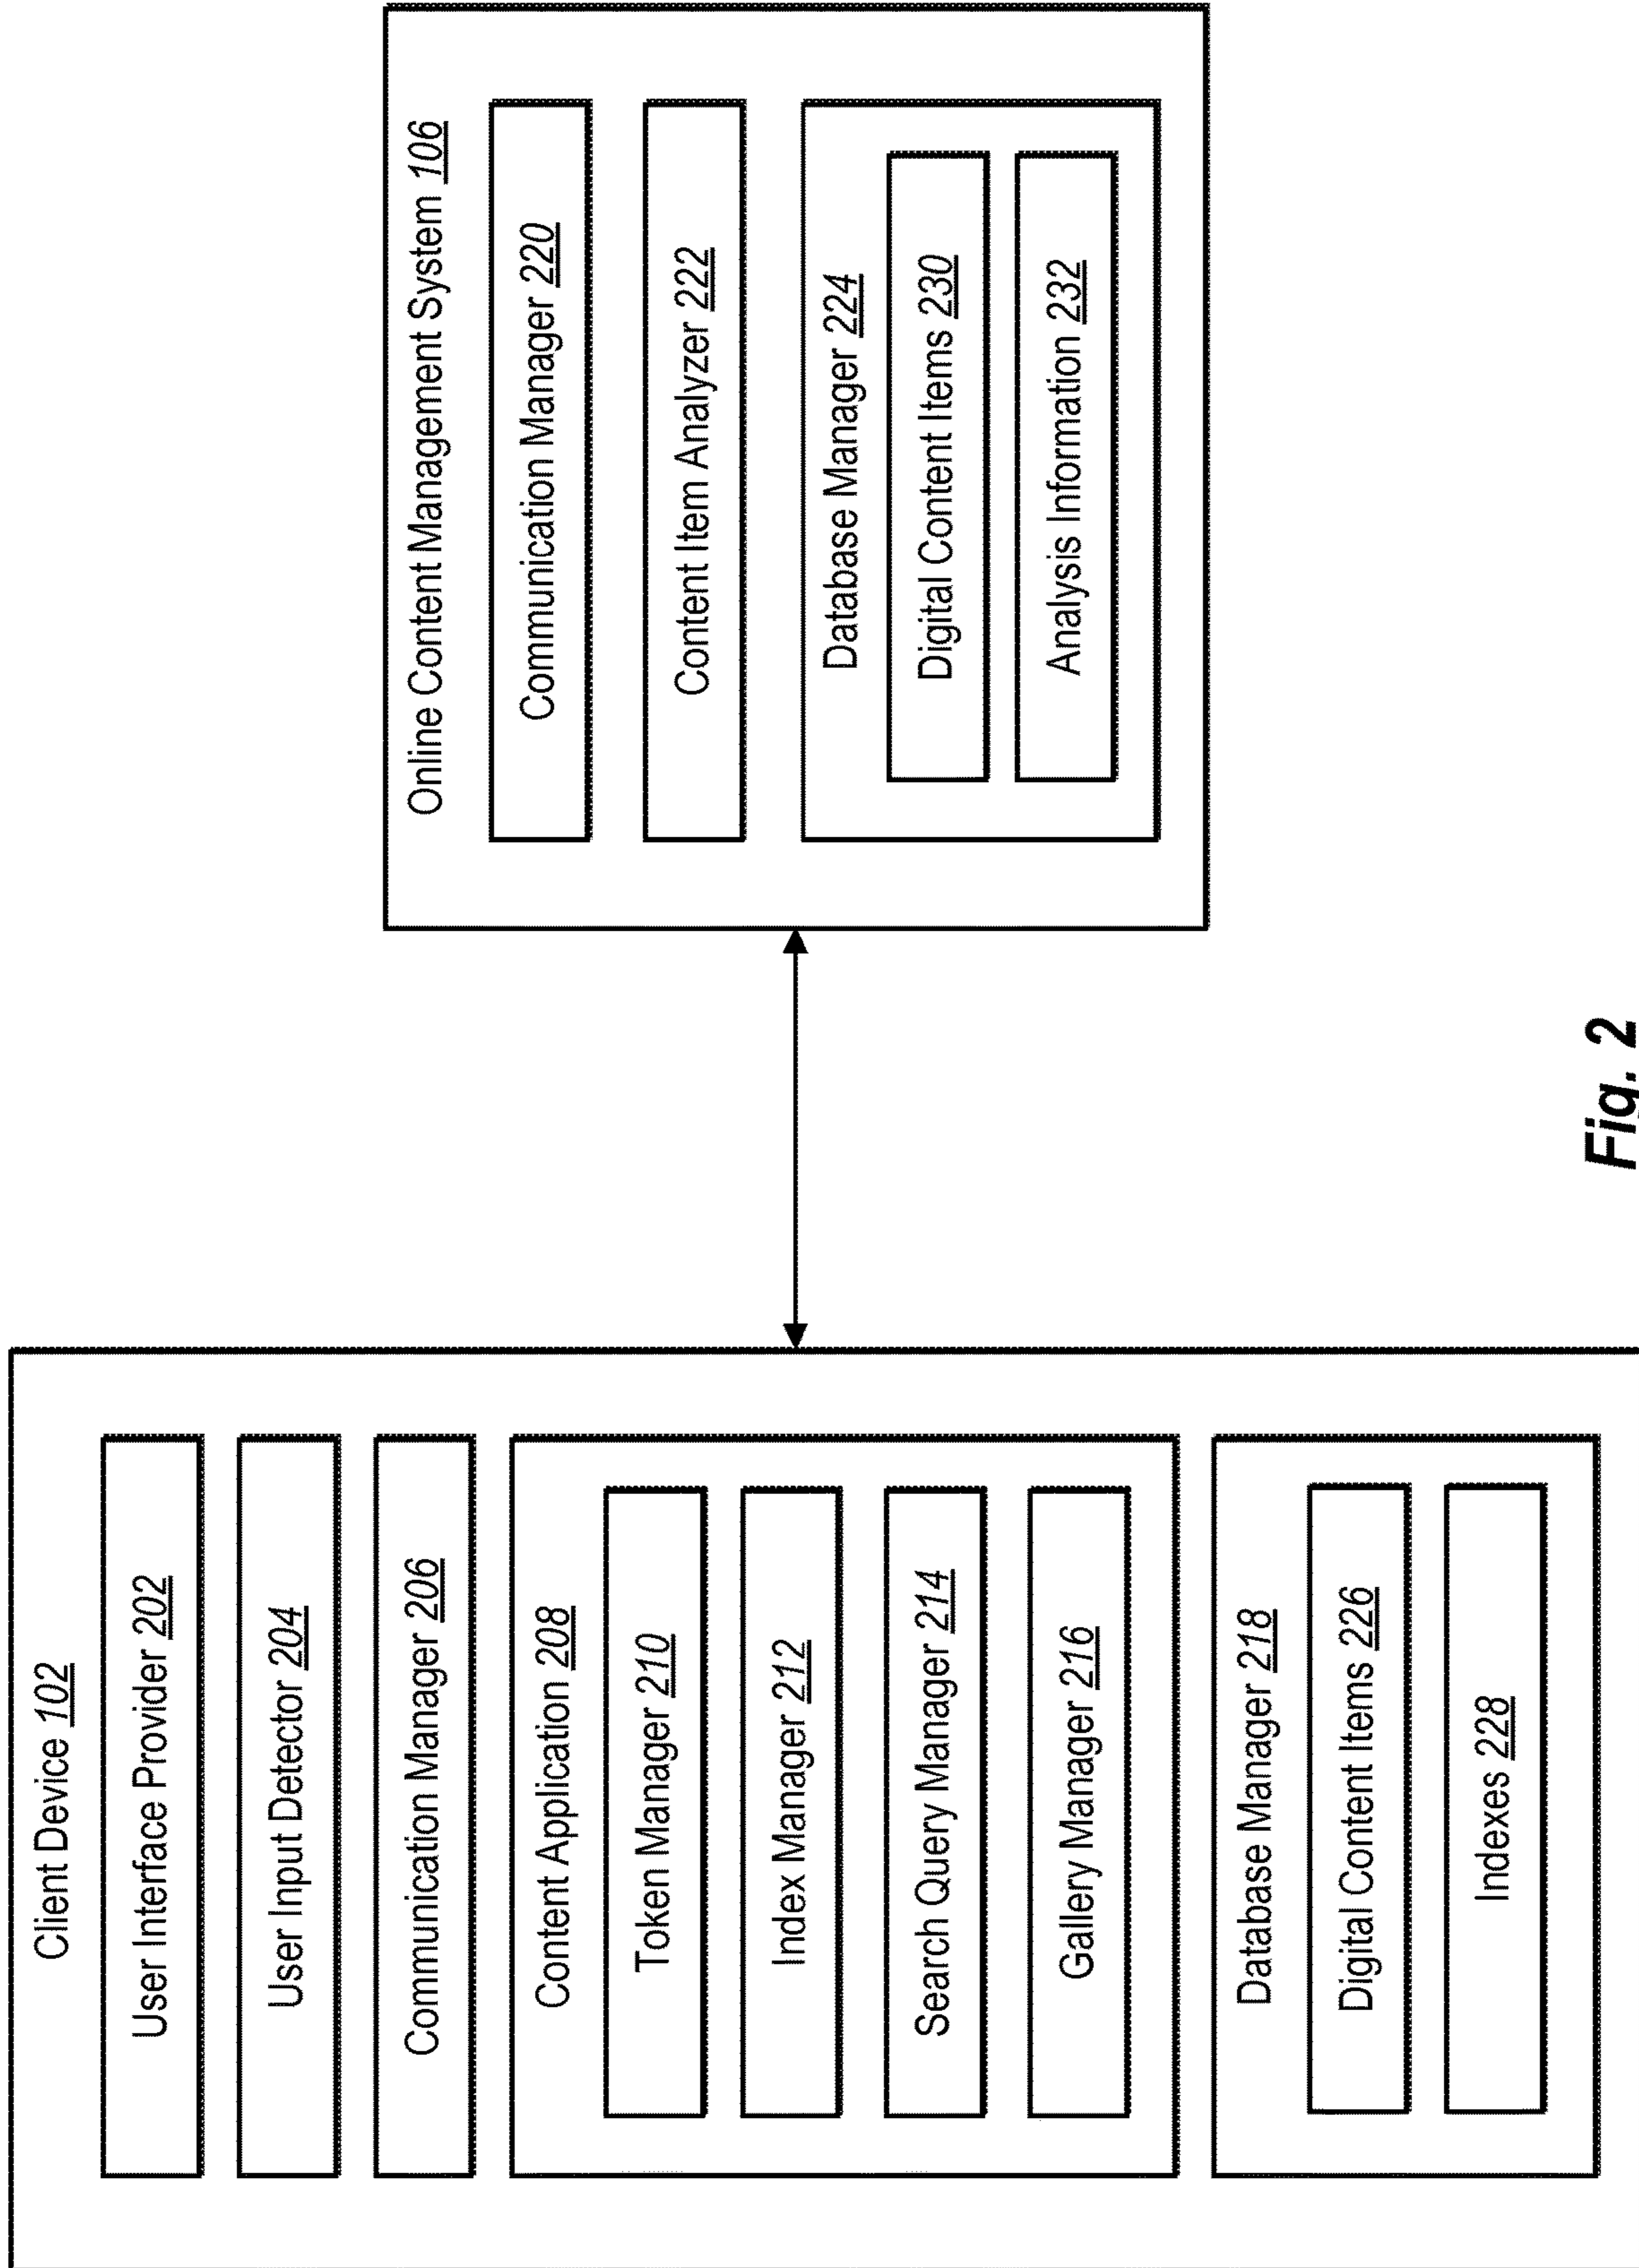 Client Device 102
User Interface Provider 202
User Input Detector 204
Communication Manager 206
Content Application 208
Token Manager 210
Index Manager 212
Search Query Manager 214
Gallery Manager 216
Database Manager 218
Digital Content Items 226
Indexes 228
Online Content Management System 106
Communication Manager 220
Content Item Analyzer 222
Database Manager 224
Digital Content Items 230
Analysis Information 232
Fig. 2